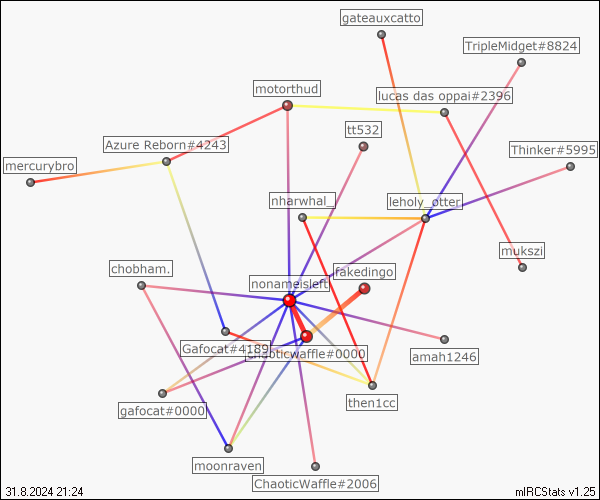 gateauxcatto
TripleMidget#8824
motorthud
lucas das oppai#2396
tt532
Azure Reborn#4243
Thinker#5995
mercurybro
nharwhal_
leholy_otter
mukszi
chobham.
fakedingo
nonameisleft
Gafocat#4189
chaoticwaffle#0000
amah1246
gafocat#0000
then1cc
moonraven
ChaoticWaffle#2006
31.8.2024 21:24
mIRCStats v1.25